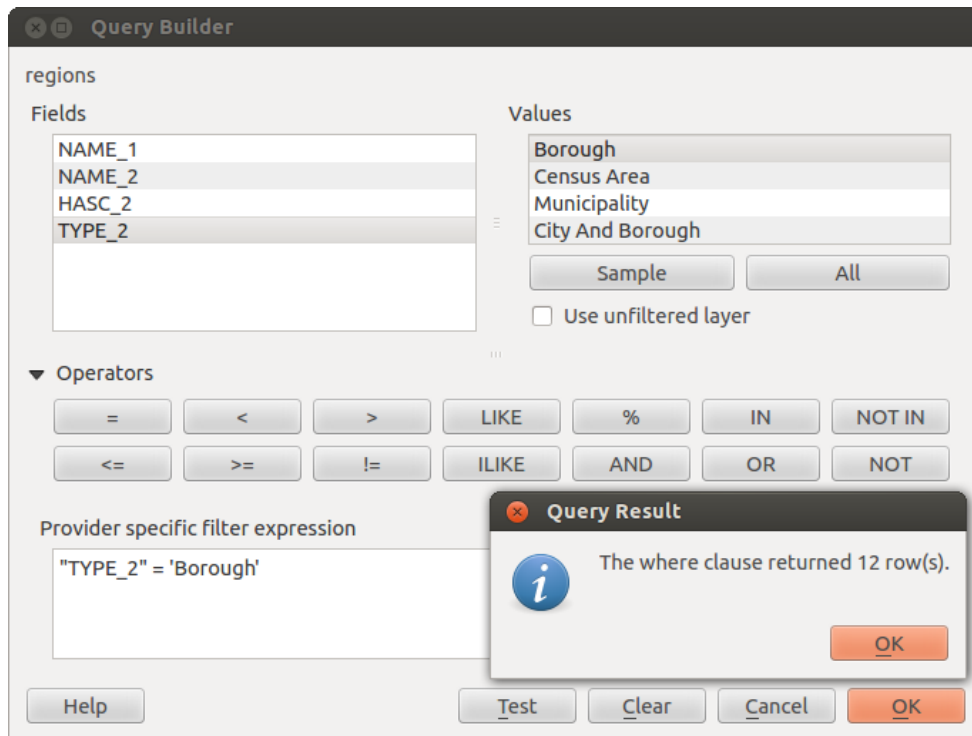 Query Builder
regions
Fields
NAME_1
NAME_2
HASC_2
TYPE_2
Values
Borough
Census Area
Municipality
City And Borough
Sample All
Use unfiltered layer
Operators
= < > LIKE % IN NOT IN
<= >= != ILIKE AND OR NOT
Provider specific filter expression
"TYPE_2" = 'Borough'
Query Result
The where clause returned 12 row(s).
OK
Help Test Clear Cancel OK